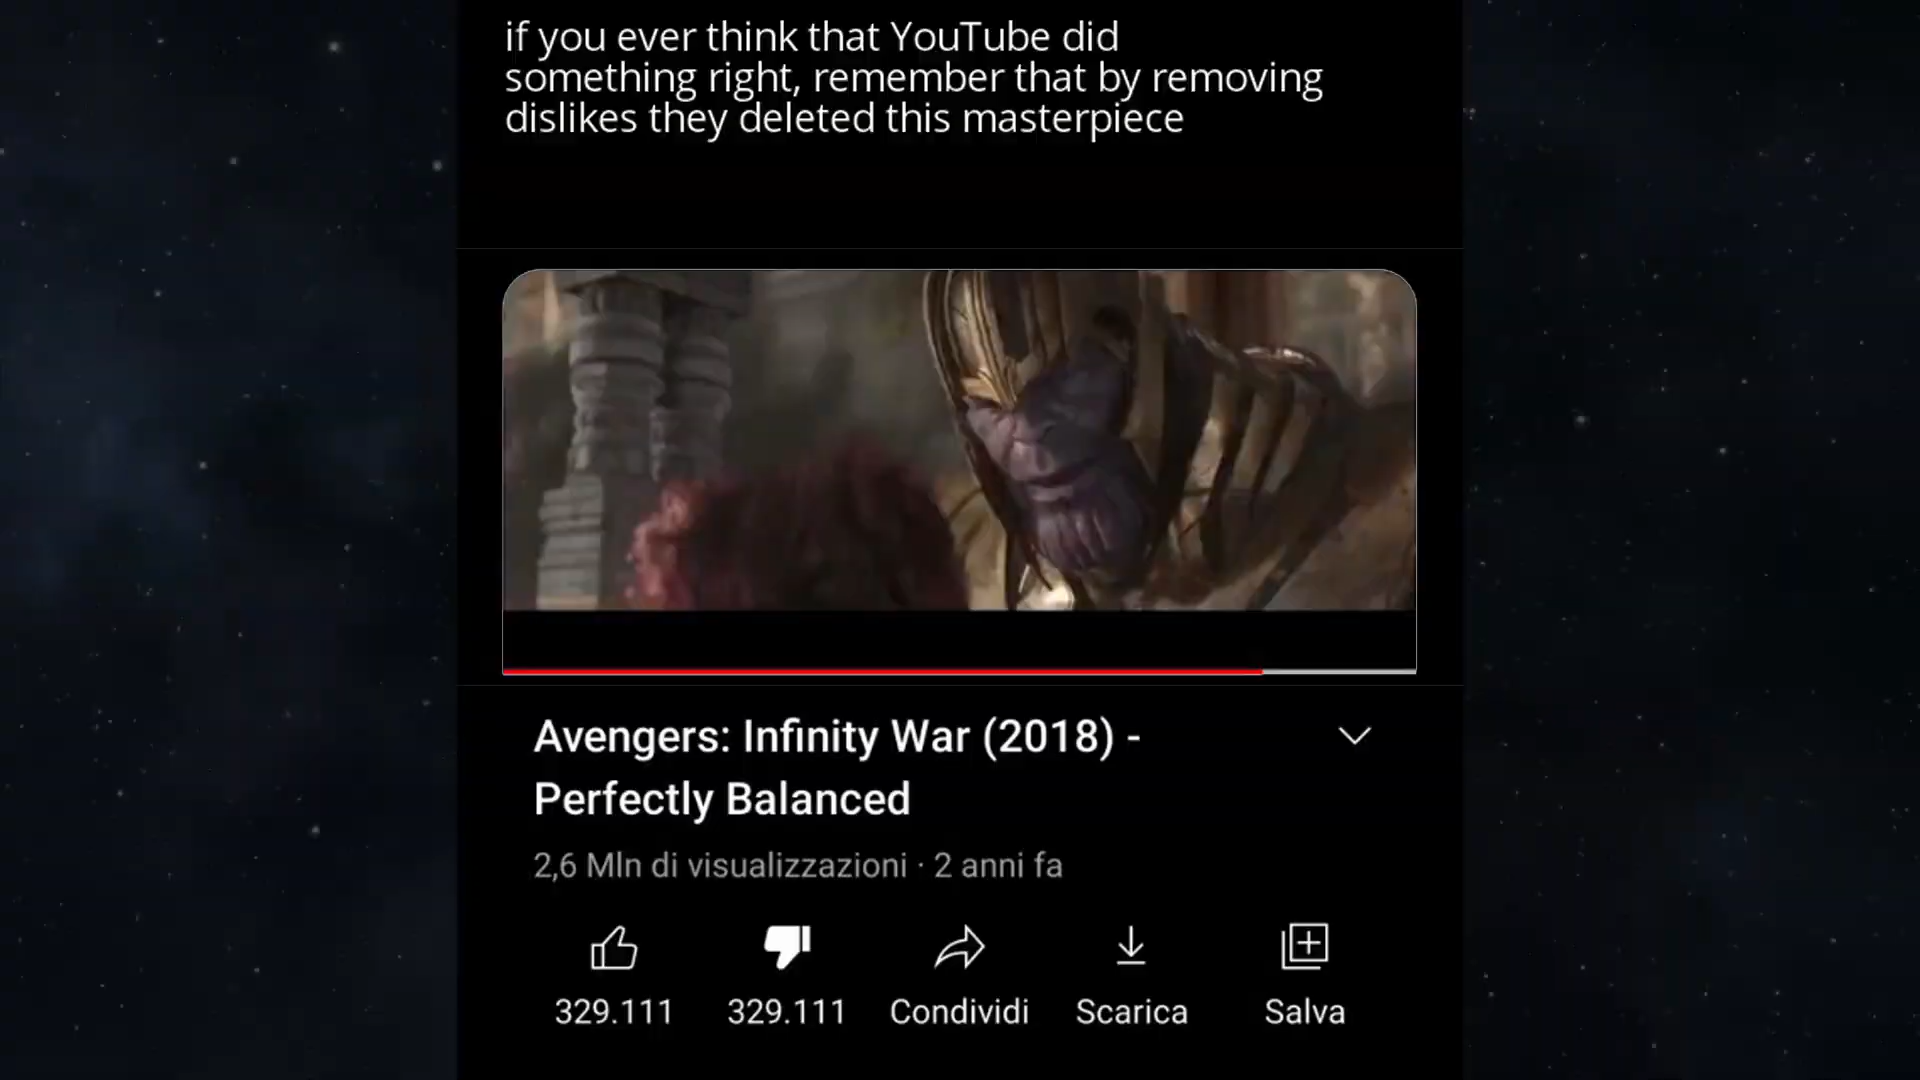 if you ever think that YouTube did
something right, remember that by removing
dislikes they deleted this masterpiece
Avengers: Infinity War (2018) -
Perfectly Balanced
2,6 Mln di visualizzazioni · 2 anni fa
329.111 329.111 Condividi Scarica Salva